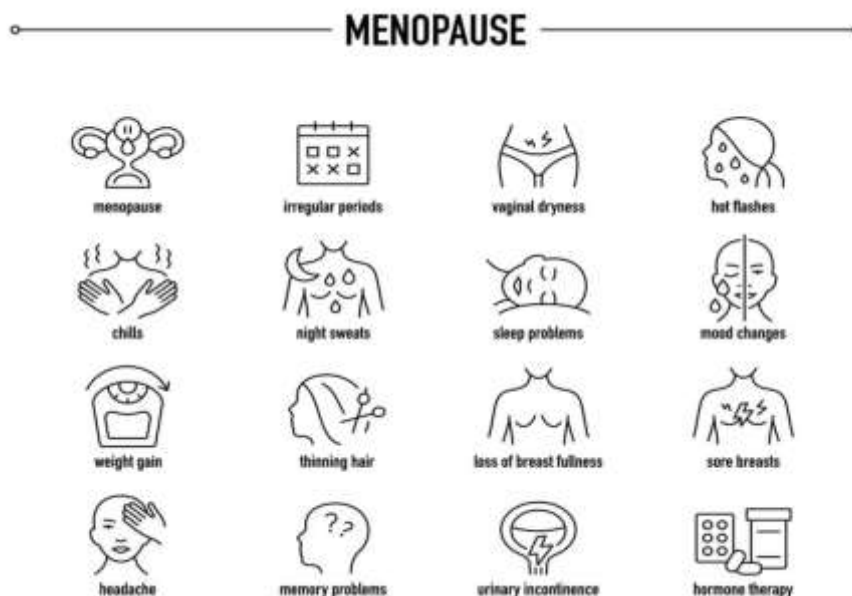 MENOPAUSE
menopause
irregular periods
vaginal dryness
hot flashes
chills
night sweats
sleep problems
mood changes
weight gain
thinning hair
loss of breast fullness
sore breasts
headache
memory problems
urinary incontinence
hormone therapy